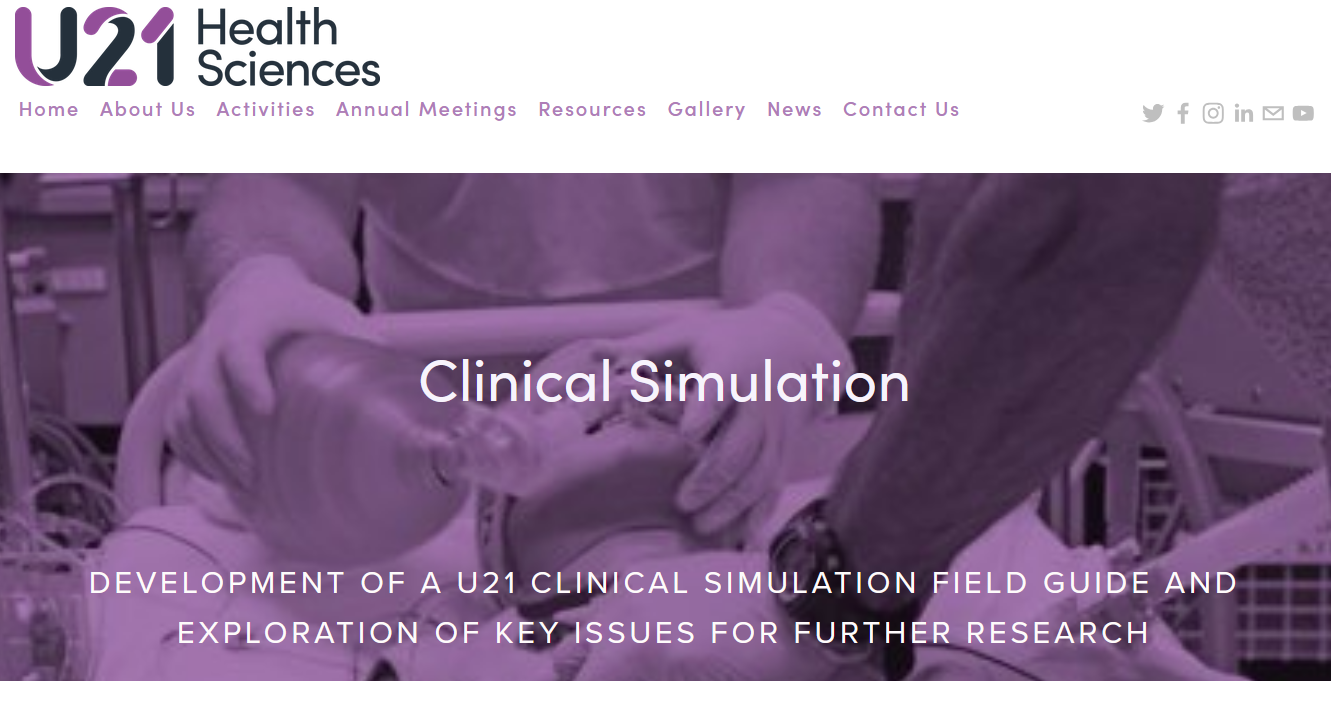 U21 Health
Sciences
Home About Us Activities Annual Meetings Resources Gallery News Contact Us
Clinical Simulation
DEVELOPMENT OF A U21 CLINICAL SIMULATION FIELD GUIDE AND
EXPLORATION OF KEY ISSUES FOR FURTHER RESEARCH